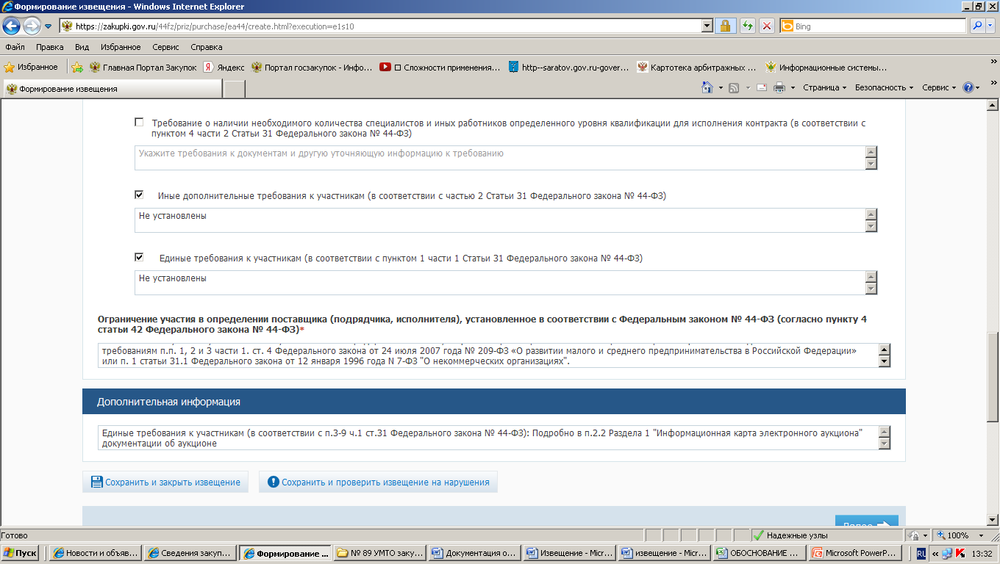 Формирование извещения - Windows Internet Explorer
https://zakupki.gov.ru/44fz/priz/purchase/ea44/create.html?execution=e1s10
Bing
Файл Правка Вид Избранное Сервис Справка
Избранное Главная Портал Закупок Яндекс Портал госзакупок - Инфо... Сложности применения... http--saratov.gov.ru-gover... Картотека арбитражных ... Информационные системы... »
Формирование извещения Страница Безопасность Сервис »
Требование о наличии необходимого количества специалистов и иных работников определенного уровня квалификации для исполнения контракта (в соответствии с
пунктом 4 части 2 Статьи 31 Федерального закона № 44-ФЗ)
Укажите требования к документам и другую уточняющую информацию к требованию
Иные дополнительные требования к участникам (в соответствии с частью 2 Статьи 31 Федерального закона № 44-ФЗ)
Не установлены
Единые требования к участникам (в соответствии с пунктом 1 части 1 Статьи 31 Федерального закона № 44-ФЗ)
Не установлены
Ограничение участия в определении поставщика (подрядчика, исполнителя), установленное в соответствии с Федеральным законом № 44-ФЗ (согласно пункту 4
статьи 42 Федерального закона № 44-ФЗ)*
требованиям п.п. 1, 2 и 3 части 1. ст. 4 Федерального закона от 24 июля 2007 года № 209-ФЗ «О развитии малого и среднего предпринимательства в Российской Федерации»
или п. 1 статьи 31.1 Федерального закона от 12 января 1996 года N 7-ФЗ "О некоммерческих организациях".
Дополнительная информация
Единые требования к участникам (в соответствии с п.3-9 ч.1 ст.31 Федерального закона № 44-ФЗ): Подробно в п.2.2 Раздела 1 "Информационная карта электронного аукциона"
документации об аукционе
Сохранить и закрыть извещение Сохранить и проверить извещение на нарушения
Далее
Готово Надежные узлы 100%
Пуск Новости и объяв... Сведения закуп... Формирование ... № 89 УМТО заку... Документация о... Извещение - Micr... извещение - Micr... ОБОСНОВАНИЕ ... Microsoft PowerP... RL « 13:32